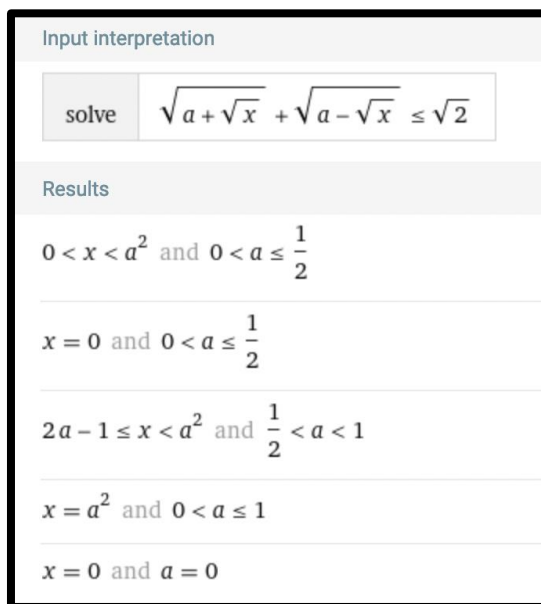 Input interpretation
solve √(a + √x) + √(a − √x) ≤ √2
Results
0 < x < a² and 0 < a ≤ 1/2
x = 0 and 0 < a ≤ 1/2
2 a − 1 ≤ x < a² and 1/2 < a < 1
x = a² and 0 < a ≤ 1
x = 0 and a = 0